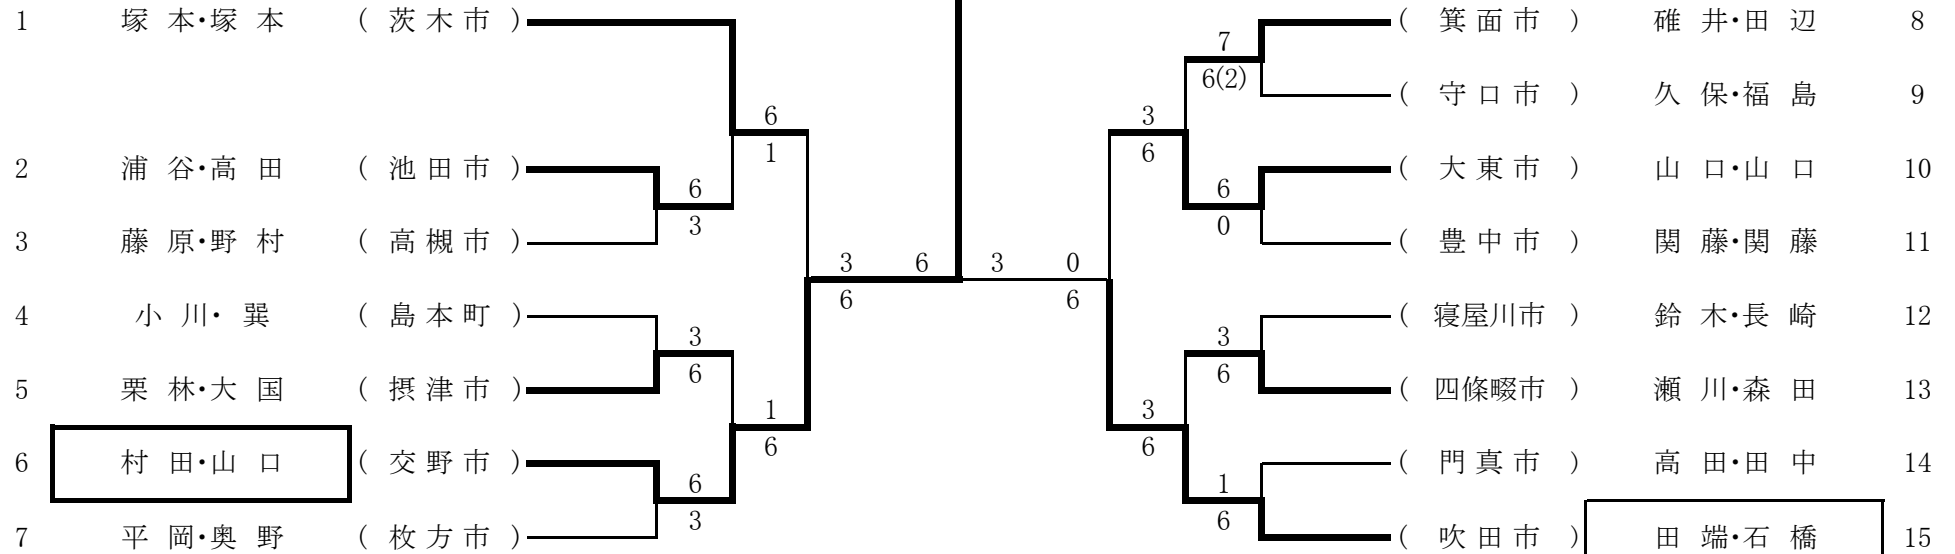 1 塚 本・塚 本 ( 茨 木 市 ) ( 箕 面 市 ) 碓 井・田 辺 8
7
6(2)
( 守 口 市 ) 久 保・福 島 9
6 3
1 6
2 浦 谷・高 田 ( 池 田 市 ) ( 大 東 市 ) 山 口・山 口 10
6 6
3 0
3 藤 原・野 村 ( 高 槻 市 ) ( 豊 中 市 ) 関 藤・関 藤 11
3 6 3 0
6 6
4 小 川・ 巽 ( 島 本 町 ) ( 寝屋川市 ) 鈴 木・長 崎 12
3 3
6 6
5 栗 林・大 国 ( 摂 津 市 ) ( 四條畷市 ) 瀬 川・森 田 13
1 3
6 6
6 村 田・山 口 ( 交 野 市 ) ( 門 真 市 ) 高 田・田 中 14
6 1
3 6
7 平 岡・奥 野 ( 枚 方 市 ) ( 吹 田 市 ) 田 端・石 橋 15